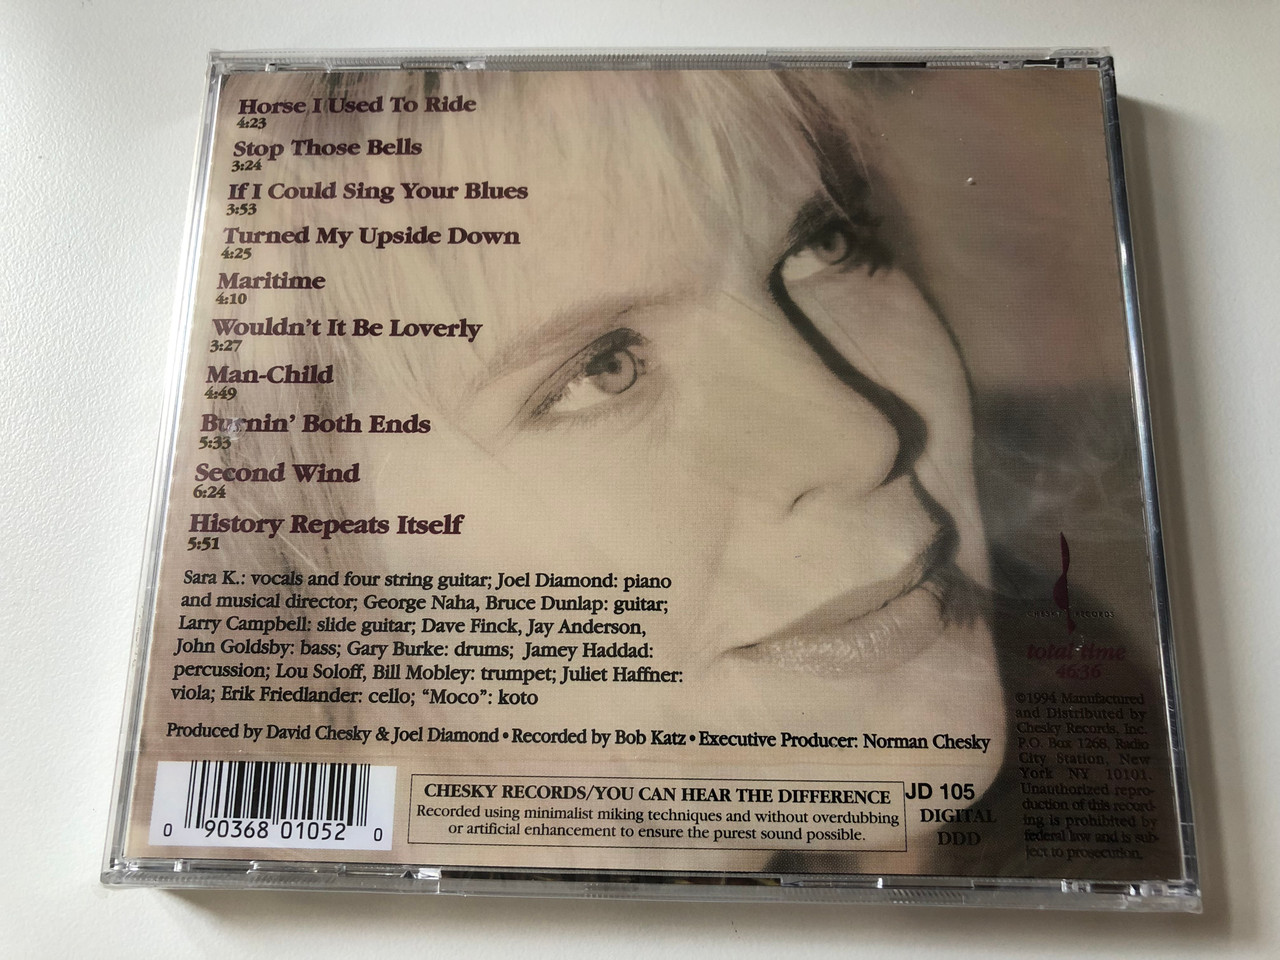 Horse I Used To Ride
4:23
Stop Those Bells
3:24
If I Could Sing Your Blues
3:53
Turned My Upside Down
4:25
Maritime
4:10
Wouldn't It Be Loverly
3:27
Man-Child
4:49
Burnin' Both Ends
5:33
Second Wind
6:24
History Repeats Itself
5:51
Sara K.: vocals and four string guitar; Joel Diamond: piano
and musical director; George Naha, Bruce Dunlap: guitar;
Larry Campbell: slide guitar; Dave Finck, Jay Anderson,
John Goldsby: bass; Gary Burke: drums; Jamey Haddad:
percussion; Lou Soloff, Bill Mobley: trumpet; Juliet Haffner:
viola; Erik Friedlander: cello; “Moco”: koto
Produced by David Chesky & Joel Diamond • Recorded by Bob Katz • Executive Producer: Norman Chesky
0 90368 01052 0
CHESKY RECORDS/YOU CAN HEAR THE DIFFERENCE
Recorded using minimalist miking techniques and without overdubbing
or artificial enhancement to ensure the purest sound possible.
JD 105
DIGITAL
DDD
CHESKY RECORDS
total time
46:36
©1994 Manufactured
and Distributed by
Chesky Records, Inc.
P.O. Box 1268, Radio
City Station, New
York NY 10101.
Unauthorized repro-
duction of this record-
ing is prohibited by
federal law and is sub-
ject to prosecution.